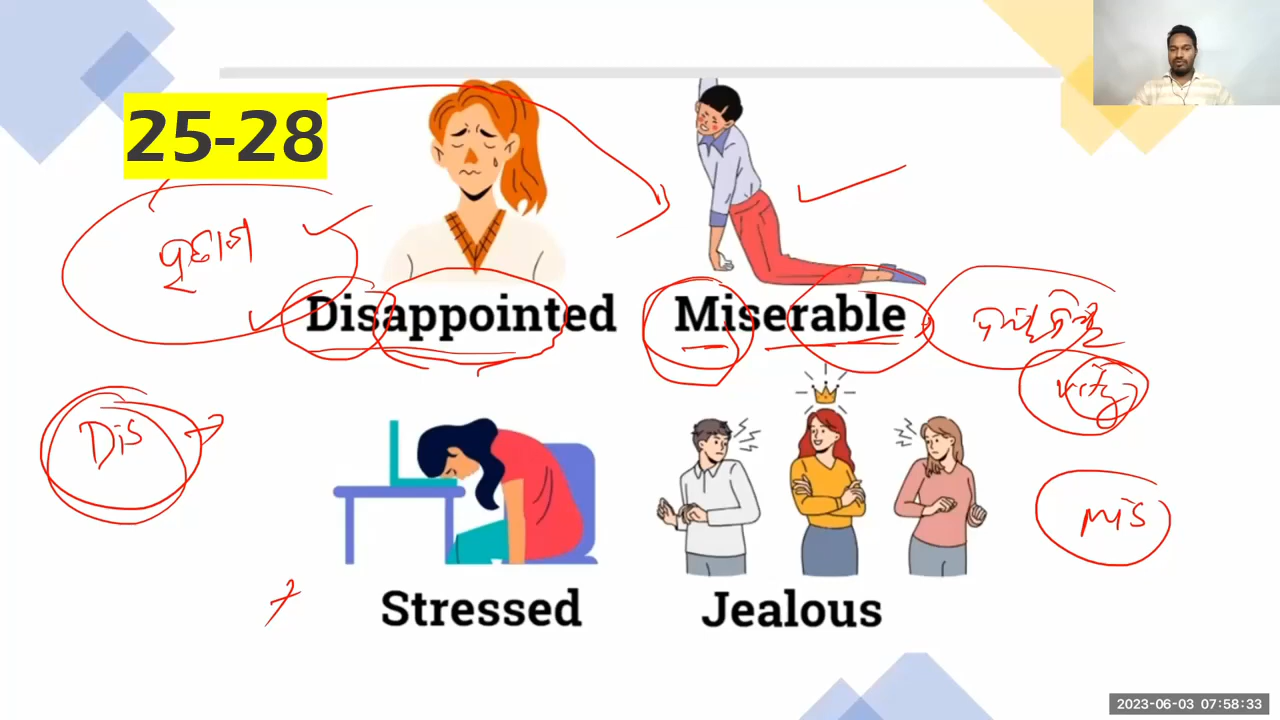 25-28
Disappointed
Miserable
Dis
mis
Stressed
Jealous
2023-06-03 07:58:33